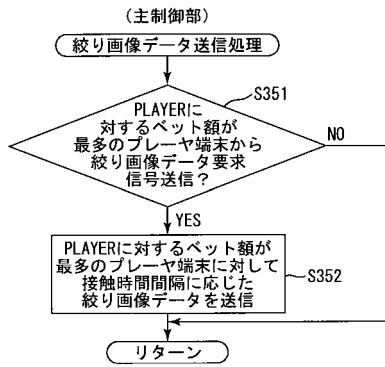 (主制御部)
絞り画像データ送信処理
S351
PLAYERに
対するベット額が
最多のプレーヤ端末から
絞り画像データ要求
信号送信?
NO
YES
PLAYERに対するベット額が
最多のプレーヤ端末に対して
接触時間間隔に応じた
絞り画像データを送信
S352
リターン